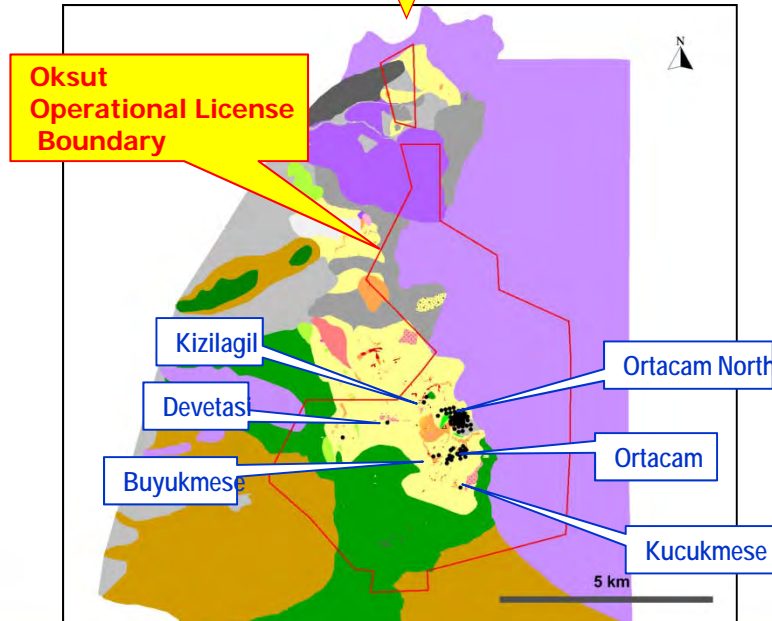 N
Oksut
Operational License
Boundary
Kizilagil
Ortacam North
Devetasi
Ortacam
Buyukmese
Kucukmese
5 km